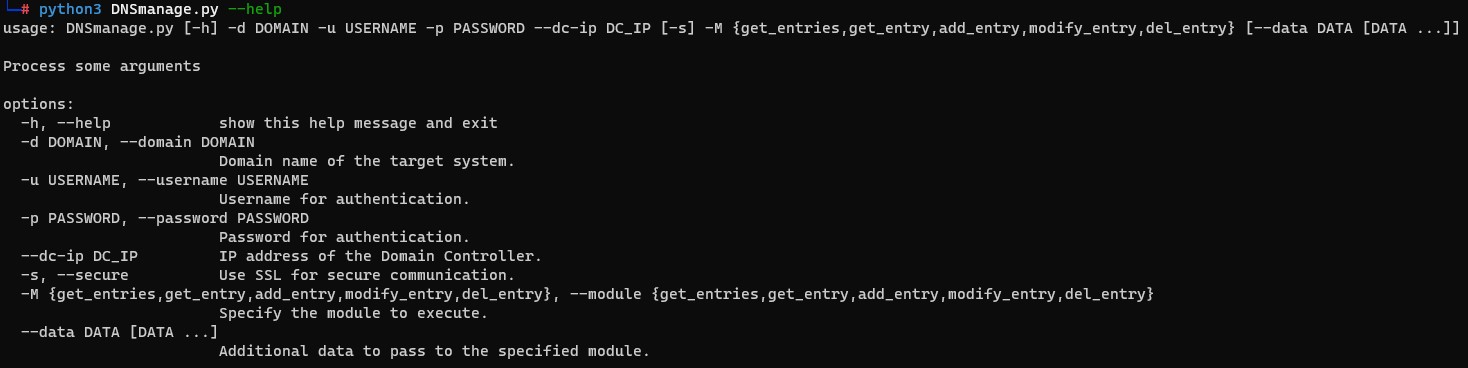 └─# python3 DNSmanage.py --help
usage: DNSmanage.py [-h] -d DOMAIN -u USERNAME -p PASSWORD --dc-ip DC_IP [-s] -M {get_entries,get_entry,add_entry,modify_entry,del_entry} [--data DATA [DATA ...]]
Process some arguments
options:
-h, --help show this help message and exit
-d DOMAIN, --domain DOMAIN
Domain name of the target system.
-u USERNAME, --username USERNAME
Username for authentication.
-p PASSWORD, --password PASSWORD
Password for authentication.
--dc-ip DC_IP IP address of the Domain Controller.
-s, --secure Use SSL for secure communication.
-M {get_entries,get_entry,add_entry,modify_entry,del_entry}, --module {get_entries,get_entry,add_entry,modify_entry,del_entry}
Specify the module to execute.
--data DATA [DATA ...]
Additional data to pass to the specified module.